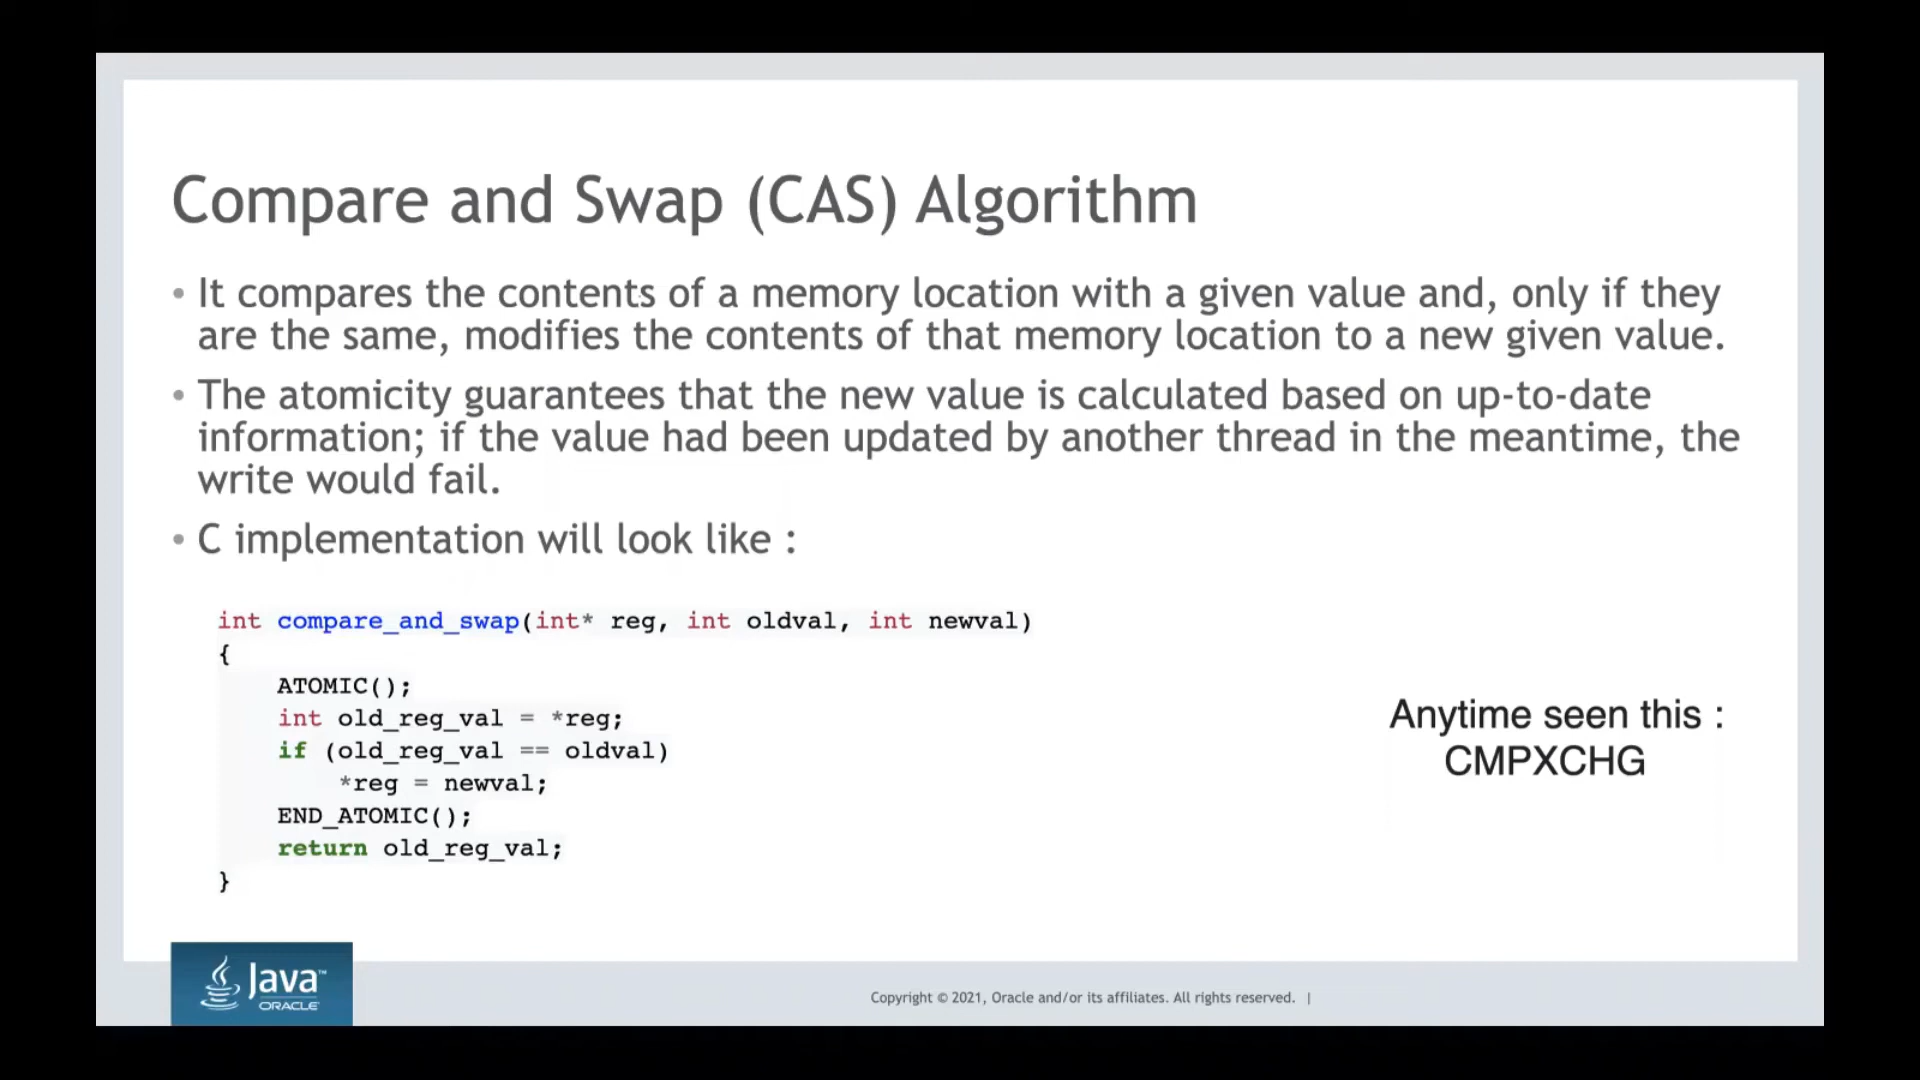 Compare and Swap (CAS) Algorithm
• It compares the contents of a memory location with a given value and, only if they
are the same, modifies the contents of that memory location to a new given value.
• The atomicity guarantees that the new value is calculated based on up-to-date
information; if the value had been updated by another thread in the meantime, the
write would fail.
• C implementation will look like :
int compare_and_swap(int* reg, int oldval, int newval)
{
    ATOMIC();
    int old_reg_val = *reg;
    if (old_reg_val == oldval)
        *reg = newval;
    END_ATOMIC();
    return old_reg_val;
}
Anytime seen this :
CMPXCHG
Java™
ORACLE
Copyright © 2021, Oracle and/or its affiliates. All rights reserved. |